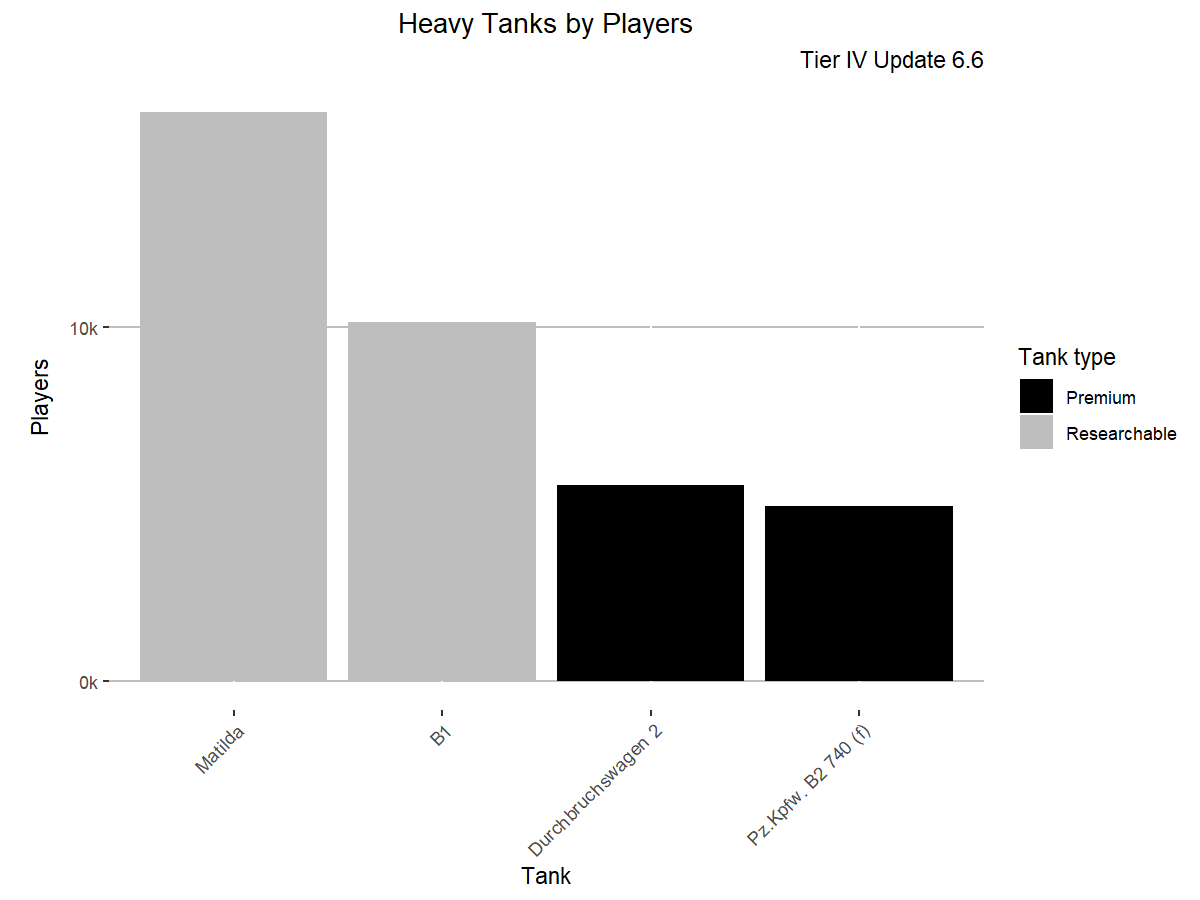 Heavy Tanks by Players
Tier IV Update 6.6
10k
0k
Players
Matilda
B1
Durchbruchswagen 2
Pz.Kpfw. B2 740 (f)
Tank
Tank type
Premium
Researchable